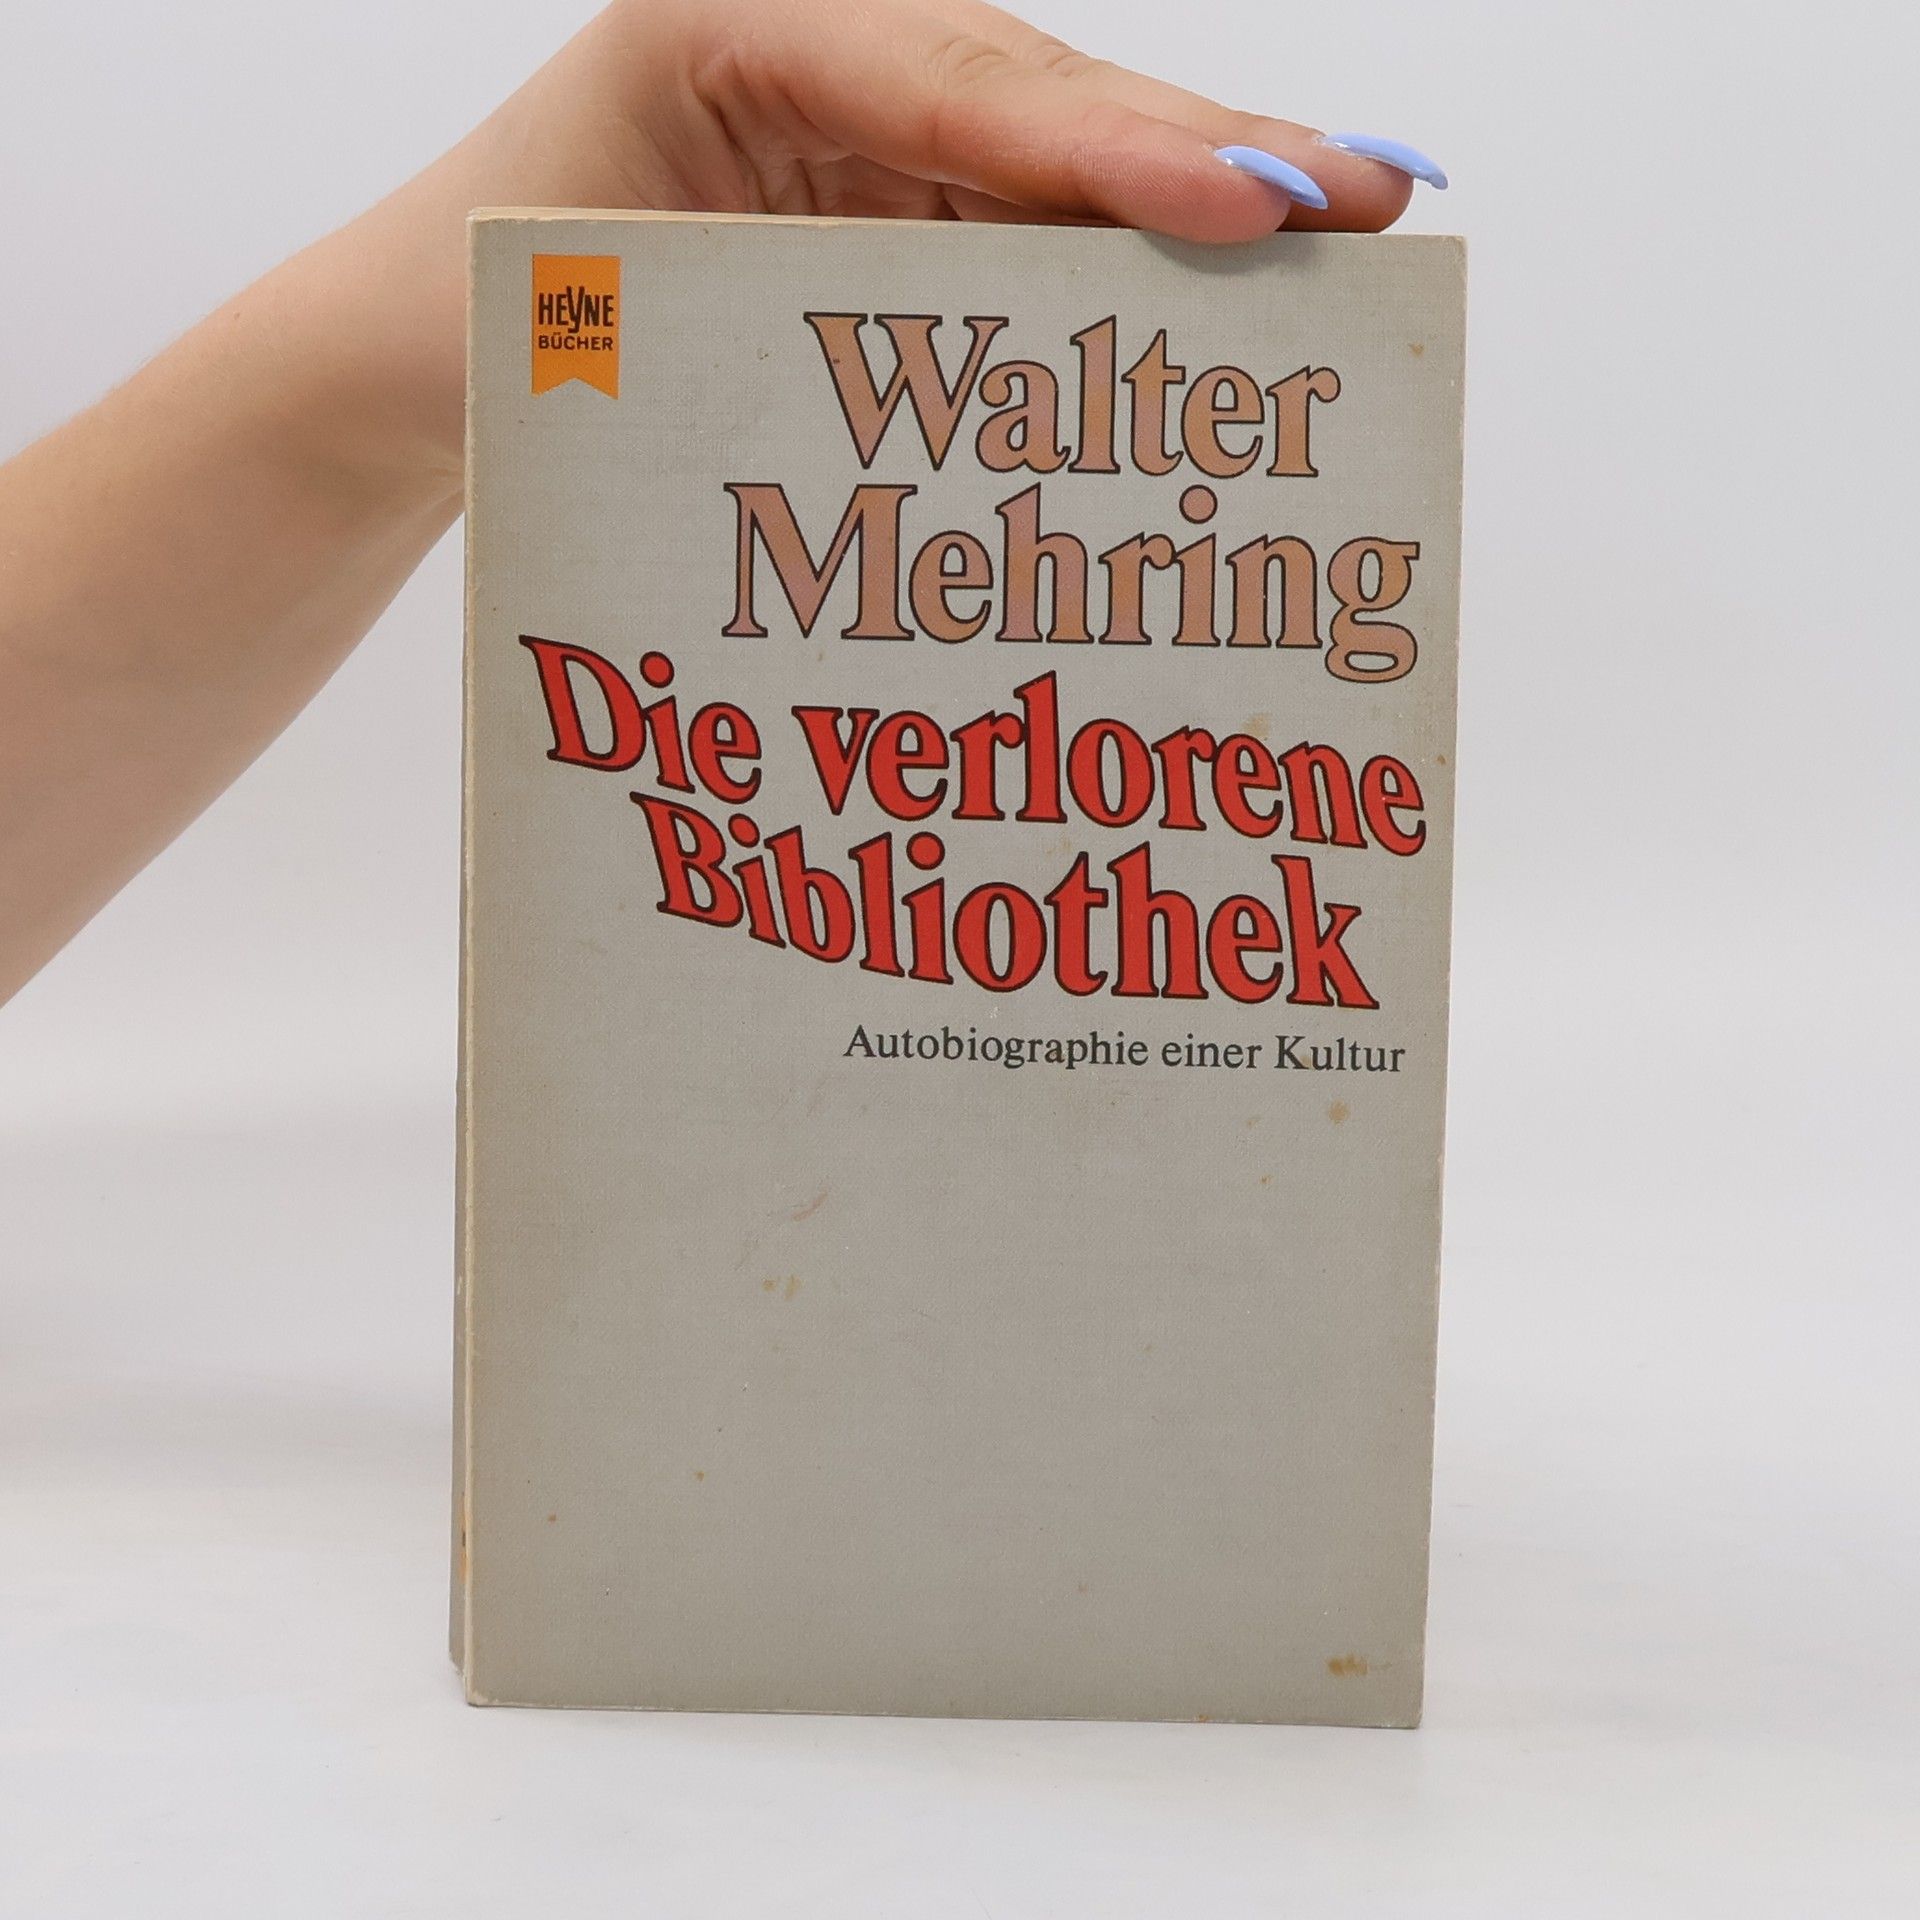 HEYNE
BÜCHER
Walter
Mehring
Die verlorene
Bibliothek
Autobiographie einer Kultur